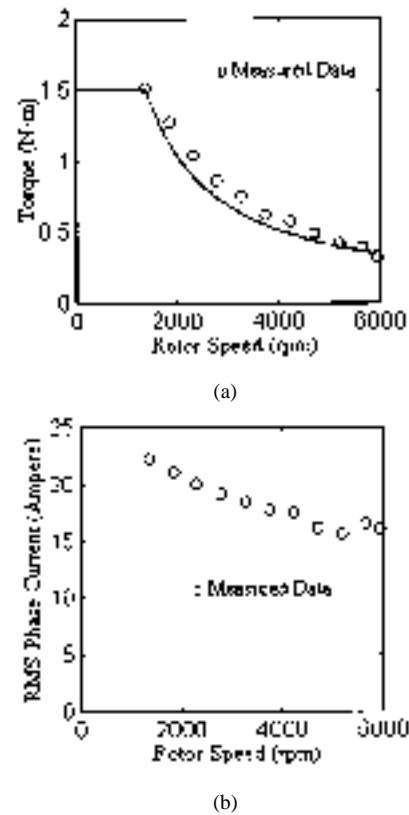 2
1.5
1
0.5
0
Measured Data
Torque (N·m)
0 2000 4000 6000
Rotor Speed (rpm)
(a)
25
20
15
10
5
0
Measured Data
RMS Phase Current (Ampers)
0 2000 4000 6000
Rotor Speed (rpm)
(b)